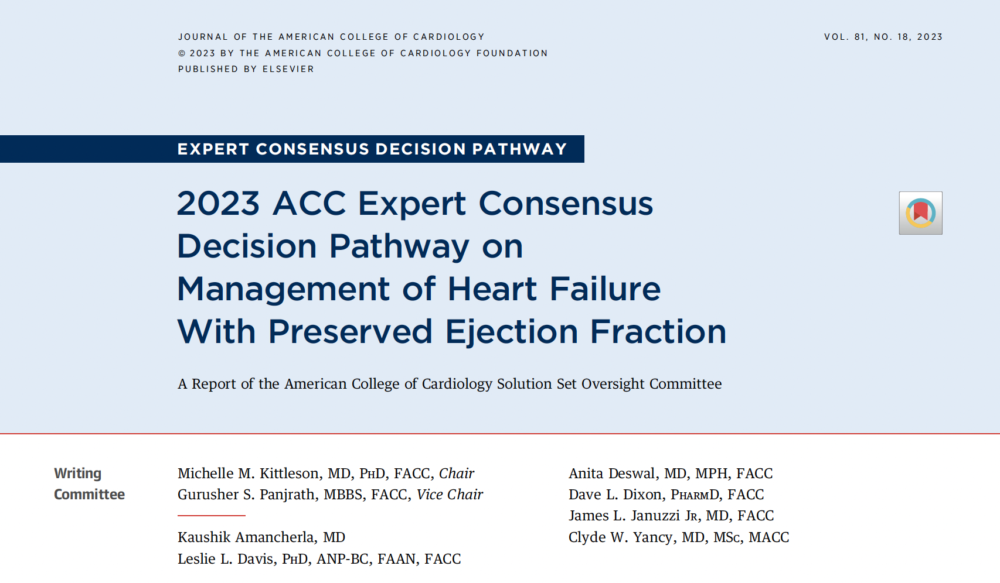 JOURNAL OF THE AMERICAN COLLEGE OF CARDIOLOGY
VOL. 81, NO. 18, 2023
© 2023 BY THE AMERICAN COLLEGE OF CARDIOLOGY FOUNDATION
PUBLISHED BY ELSEVIER
EXPERT CONSENSUS DECISION PATHWAY
2023 ACC Expert Consensus
Decision Pathway on
Management of Heart Failure
With Preserved Ejection Fraction
A Report of the American College of Cardiology Solution Set Oversight Committee
Writing
Committee
Michelle M. Kittleson, MD, PHD, FACC, Chair
Gurusher S. Panjrath, MBBS, FACC, Vice Chair
Kaushik Amancherla, MD
Leslie L. Davis, PHD, ANP-BC, FAAN, FACC
Anita Deswal, MD, MPH, FACC
Dave L. Dixon, PHARMD, FACC
James L. Januzzi JR, MD, FACC
Clyde W. Yancy, MD, MSC, MACC